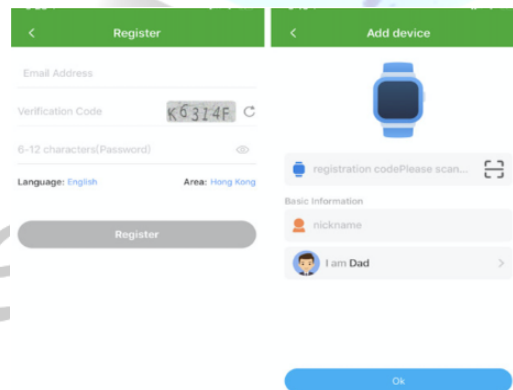 Register
Email Address
Verification Code
K6314F
6-12 characters(Password)
Language: English
Area: Hong Kong
Register
Add device
registration codePlease scan...
Basic Information
nickname
I am Dad
Ok